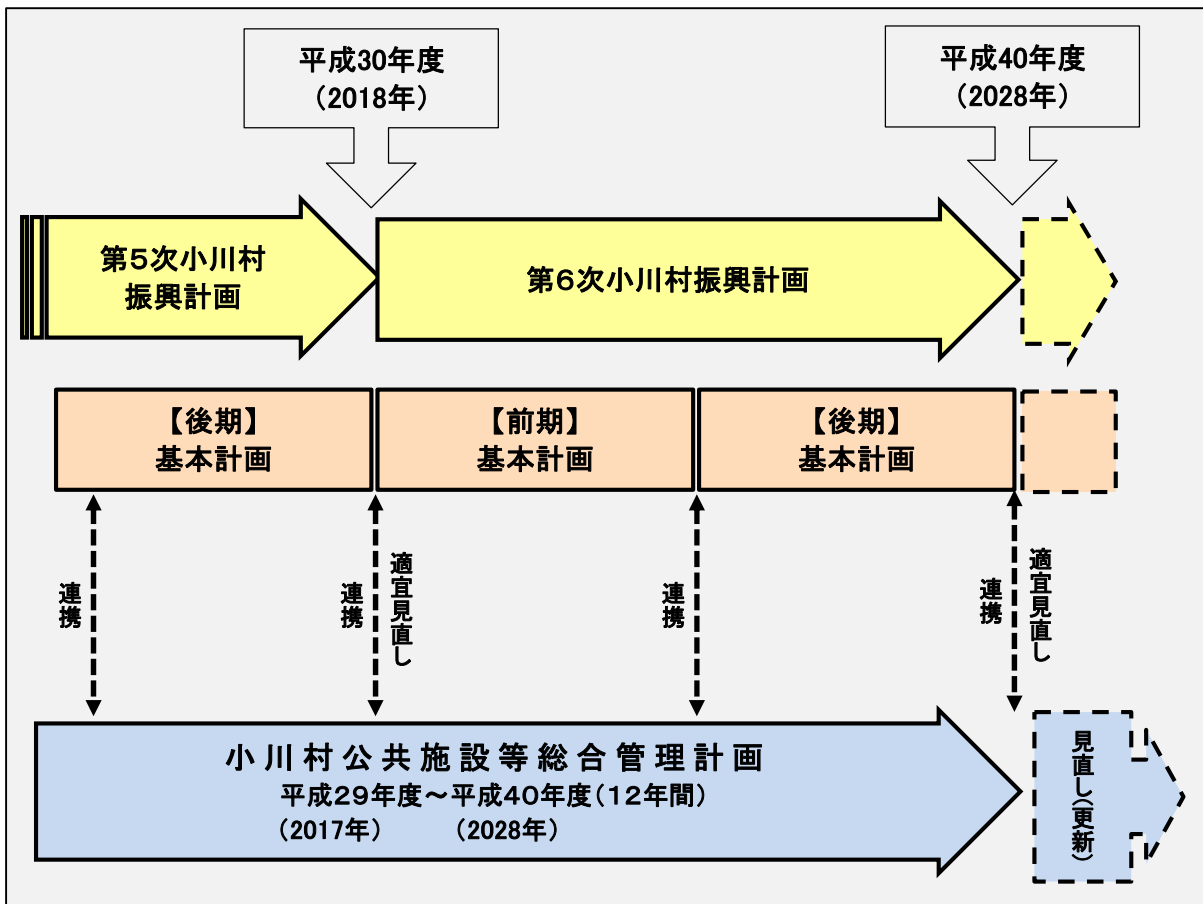 平成30年度
（2018年）
平成40年度
（2028年）
第５次小川村
振興計画
第６次小川村振興計画
【後期】
基本計画
【前期】
基本計画
【後期】
基本計画
連携
連携
適宜見直し
連携
連携
適宜見直し
小川村公共施設等総合管理計画
平成２９年度～平成４０年度（１２年間）
（2017年）　（2028年）
見直し（更新）